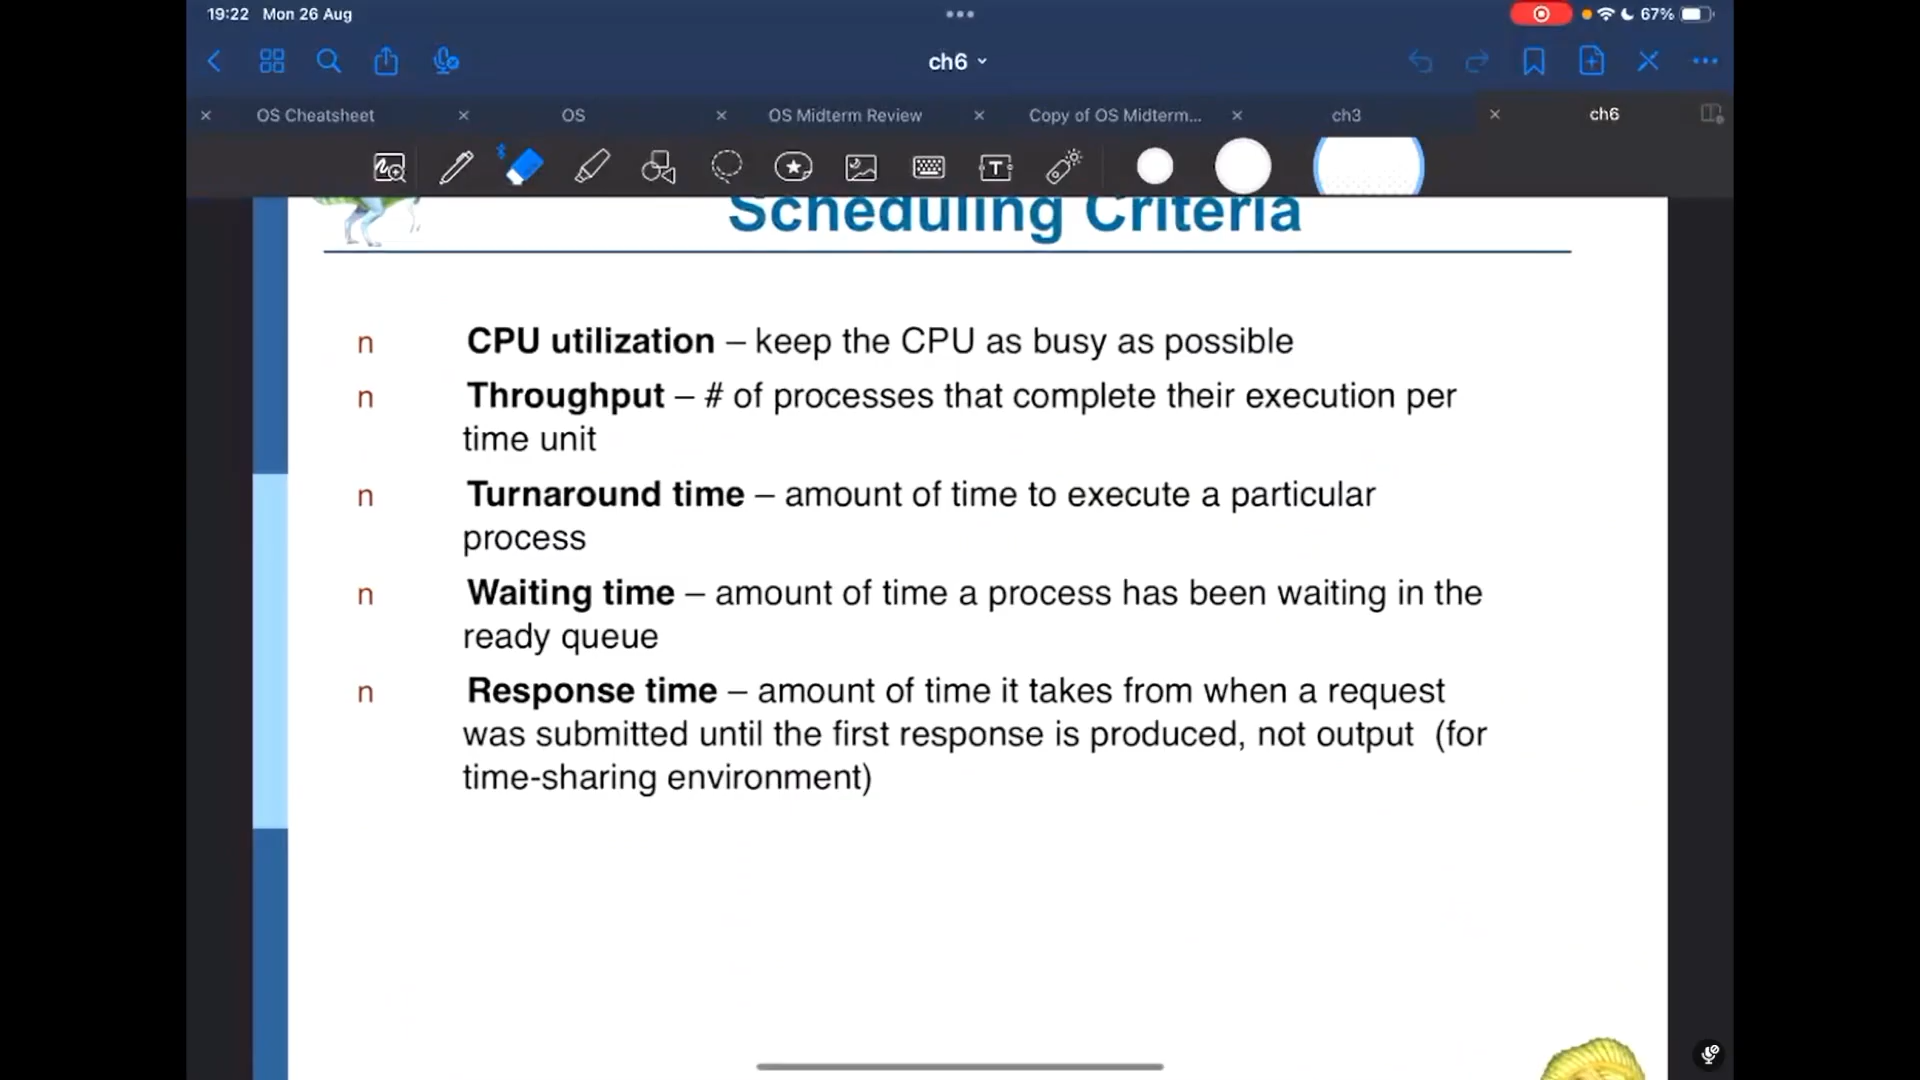 19:22 Mon 26 Aug
67%
ch6
OS Cheatsheet
OS
OS Midterm Review
Copy of OS Midterm...
ch3
ch6
T
Scheduling Criteria
n CPU utilization – keep the CPU as busy as possible
n Throughput – # of processes that complete their execution per
time unit
n Turnaround time – amount of time to execute a particular
process
n Waiting time – amount of time a process has been waiting in the
ready queue
n Response time – amount of time it takes from when a request
was submitted until the first response is produced, not output (for
time-sharing environment)